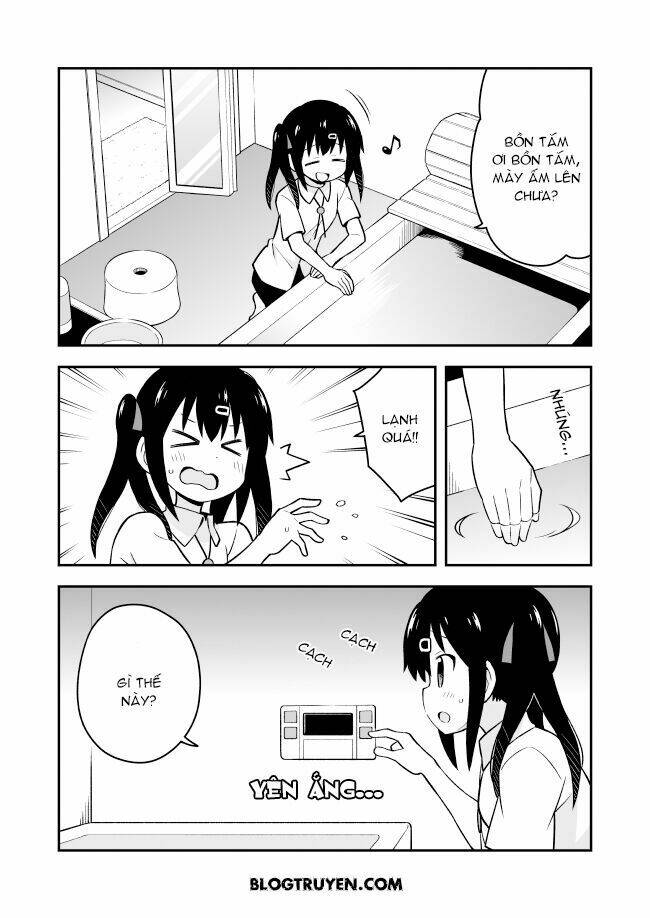 BỒN TẮM
ƠI BỒN TẮM,
MÀY ẤM LÊN
CHƯA?
NHÚNG...
LẠNH
QUÁ!!
CẠCH
CẠCH
GÌ THẾ
NÀY?
YÊN ẮNG...
BLOGTRUYEN.COM